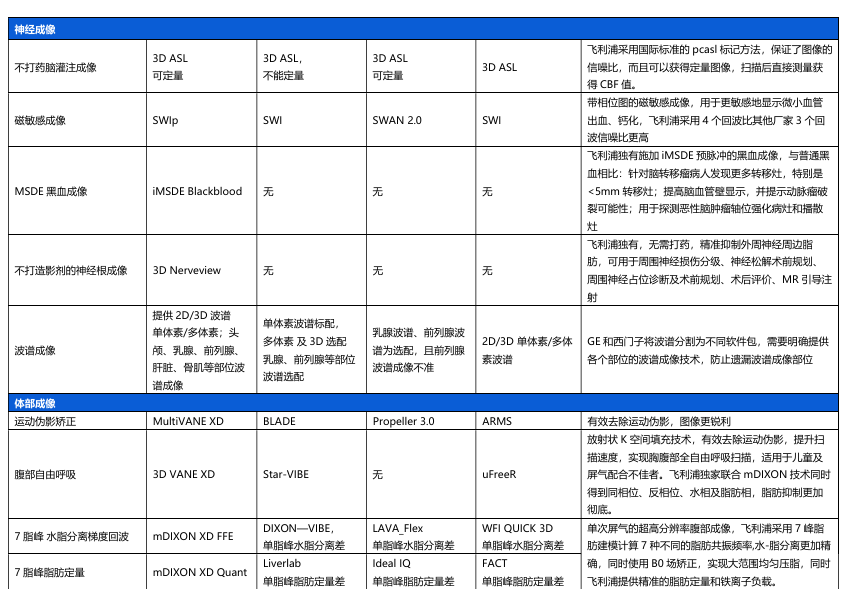 神经成像
不打药脑灌注成像
3D ASL
可定量
3D ASL，
不能定量
3D ASL
可定量
3D ASL
飞利浦采用国际标准的 pcasl 标记方法，保证了图像的
信噪比，而且可以获得定量图像，扫描后直接测量获
得 CBF 值。
磁敏感成像
SWIp
SWI
SWAN 2.0
SWI
带相位图的磁敏感成像，用于更敏感地显示微小血管
出血、钙化，飞利浦采用 4 个回波比其他厂家 3 个回
波信噪比更高
MSDE 黑血成像
iMSDE Blackblood
无
无
无
飞利浦独有施加 iMSDE 预脉冲的黑血成像，与普通黑
血相比：针对脑转移瘤病人发现更多转移灶，特别是
<5mm 转移灶；提高脑血管壁显示，并提示动脉瘤破
裂可能性；用于探测恶性脑肿瘤轴位强化病灶和播散
灶
不打造影剂的神经根成像
3D Nerveview
无
无
无
飞利浦独有，无需打药，精准抑制外周神经周边脂
肪，可用于周围神经损伤分级、神经松解术前规划、
周围神经占位诊断及术前规划、术后评价、MR 引导注
射
波谱成像
提供 2D/3D 波谱
单体素/多体素；头
颅、乳腺、前列腺、
肝脏、骨肌等部位波
谱成像
单体素波谱标配，
多体素 及 3D 选配
乳腺、前列腺等部位
波谱选配
乳腺波谱、前列腺波
谱为选配，且前列腺
波谱成像不准
2D/3D 单体素/多体
素波谱
GE 和西门子将波谱分割为不同软件包，需要明确提供
各个部位的波谱成像技术，防止遗漏波谱成像部位
体部成像
运动伪影矫正
MultiVANE XD
BLADE
Propeller 3.0
ARMS
有效去除运动伪影，图像更锐利
腹部自由呼吸
3D VANE XD
Star-VIBE
无
uFreeR
放射状 K 空间填充技术，有效去除运动伪影，提升扫
描速度，实现胸腹部全自由呼吸扫描，适用于儿童及
屏气配合不佳者。飞利浦独家联合 mDIXON 技术同时
得到同相位、反相位、水相及脂肪相，脂肪抑制更加
彻底。
7 脂峰 水脂分离梯度回波
mDIXON XD FFE
DIXON—VIBE，
单脂峰水脂分离差
LAVA_Flex
单脂峰水脂分离差
WFI QUICK 3D
单脂峰水脂分离差
单次屏气的超高分辨率腹部成像，飞利浦采用 7 峰脂
肪建模计算 7 种不同的脂肪共振频率,水-脂分离更加精
确，同时使用 B0 场矫正，实现大范围均匀压脂，同时
飞利浦提供精准的脂肪定量和铁离子负载。
7 脂峰脂肪定量
mDIXON XD Quant
Liverlab
单脂峰脂肪定量差
Ideal IQ
单脂峰脂肪定量差
FACT
单脂峰脂肪定量差